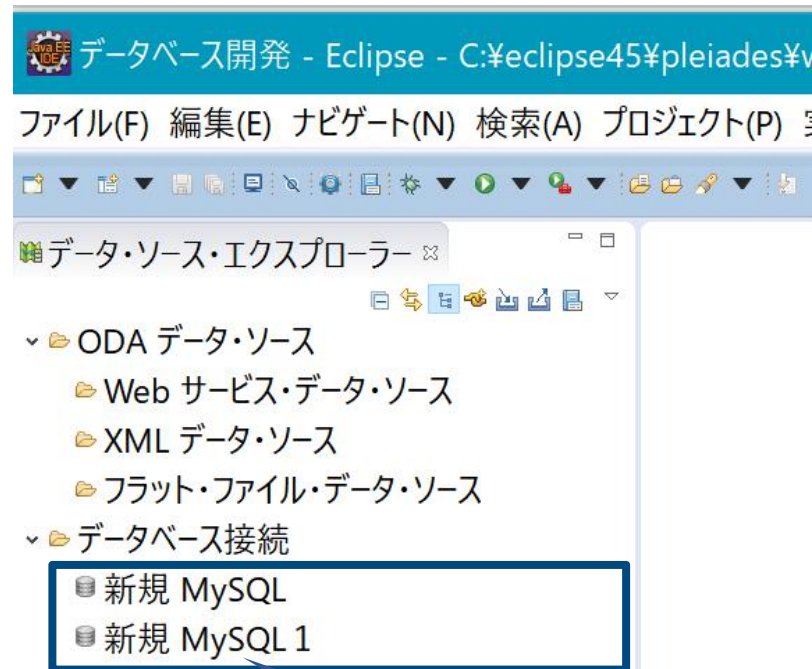 データベース開発 - Eclipse - C:¥eclipse45¥pleiades¥
ファイル(F) 編集(E) ナビゲート(N) 検索(A) プロジェクト(P)
データ・ソース・エクスプローラー
ODA データ・ソース
Web サービス・データ・ソース
XML データ・ソース
フラット・ファイル・データ・ソース
データベース接続
新規 MySQL
新規 MySQL 1